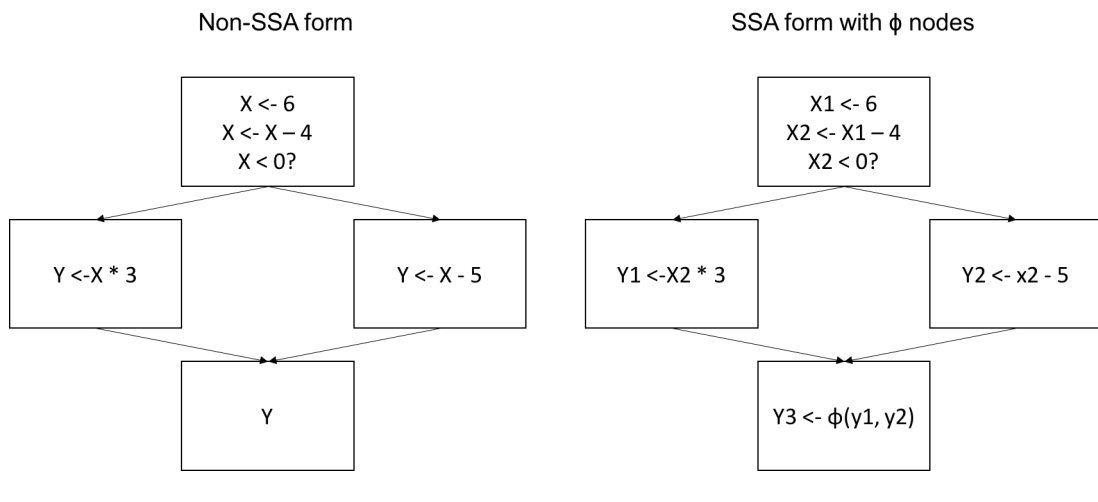 Non-SSA form
X <- 6
X <- X – 4
X < 0?
Y <-X * 3
Y <- X - 5
Y
SSA form with ϕ nodes
X1 <- 6
X2 <- X1 – 4
X2 < 0?
Y1 <-X2 * 3
Y2 <- x2 - 5
Y3 <- ϕ(y1, y2)